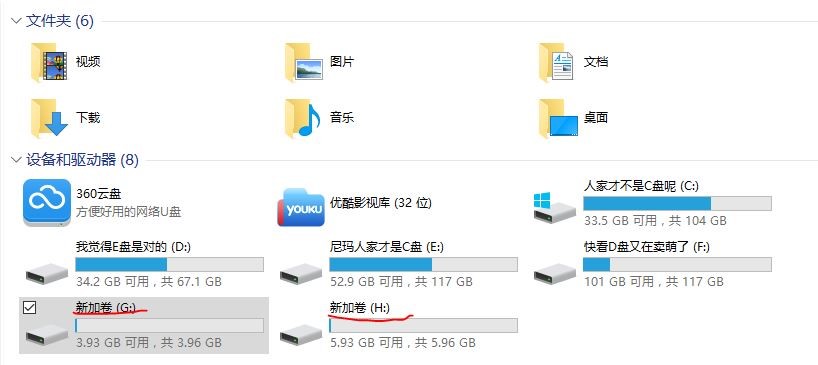 文件夹 (6)
视频
图片
文档
下载
音乐
桌面
设备和驱动器 (8)
360云盘
方便好用的网络U盘
YOUKU
优酷影视库 (32 位)
人家才不是C盘呢 (C:)
33.5 GB 可用，共 104 GB
我觉得E盘是对的 (D:)
34.2 GB 可用，共 67.1 GB
尼玛人家才是C盘 (E:)
52.9 GB 可用，共 117 GB
快看D盘又在卖萌了 (F:)
101 GB 可用，共 117 GB
新加卷 (G:)
3.93 GB 可用，共 3.96 GB
新加卷 (H:)
5.93 GB 可用，共 5.96 GB